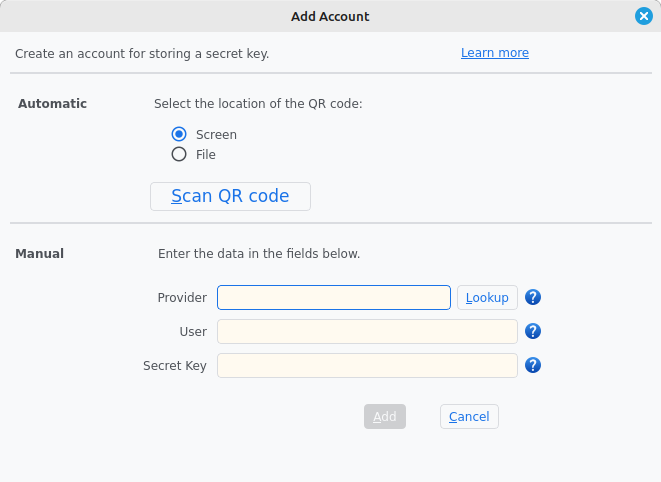 Add Account
Create an account for storing a secret key. Learn more
Automatic Select the location of the QR code:
Screen
File
Scan QR code
Manual Enter the data in the fields below.
Provider Lookup ?
User ?
Secret Key ?
Add Cancel